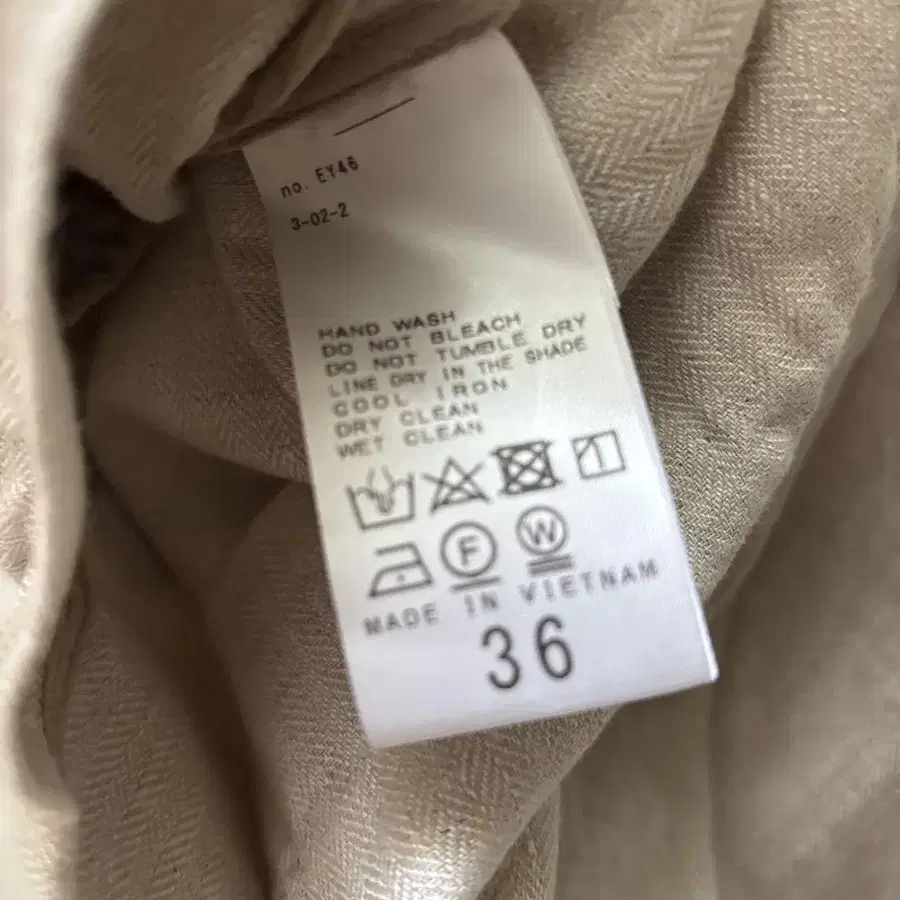 no. EY46
3-02-2
HAND WASH
DO NOT BLEACH
DO NOT TUMBLE DRY
LINE DRY IN THE SHADE
COOL IRON
DRY CLEAN
WET CLEAN
F W
MADE IN VIETNAM
36